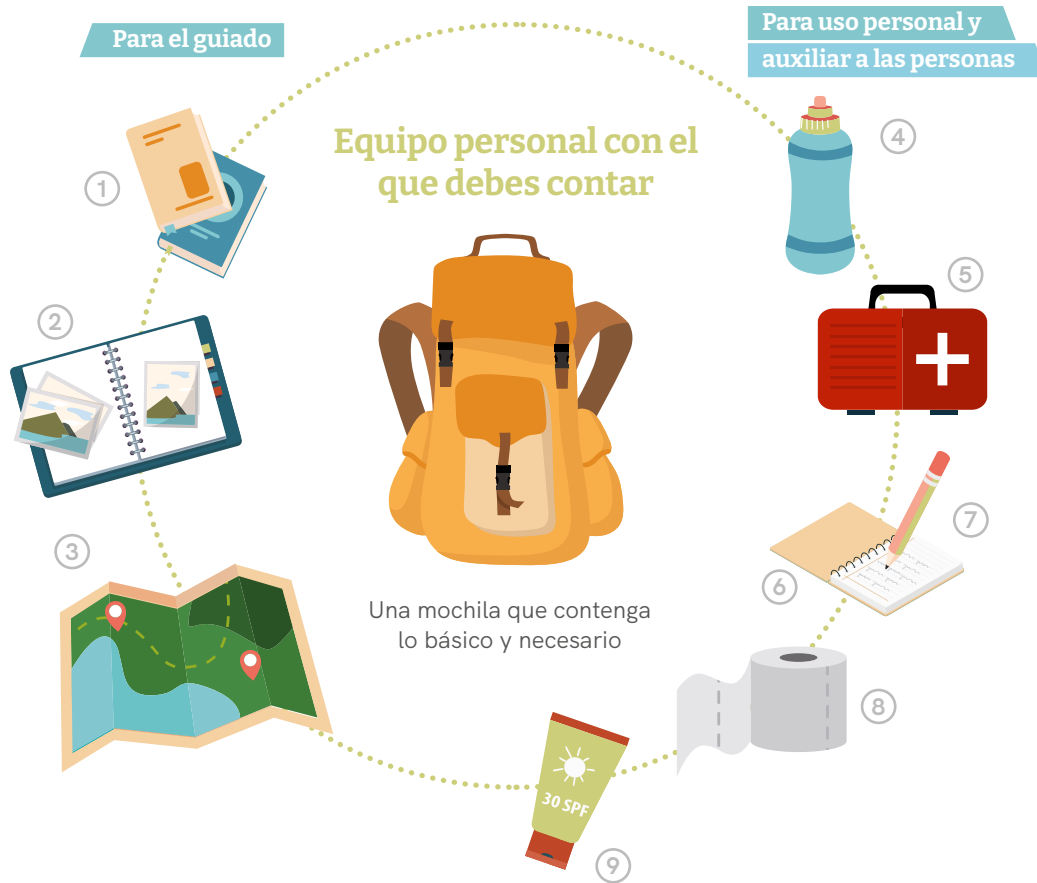 Para el guiado
Para uso personal y
auxiliar a las personas
Equipo personal con el
que debes contar
1
2
3
4
5
6
7
8
9
Una mochila que contenga
lo básico y necesario
30 SPF